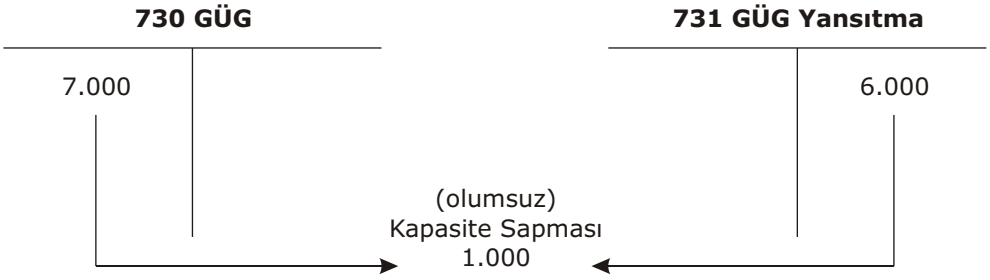 730 GÜG
731 GÜG Yansıtma
7.000
6.000
(olumsuz)
Kapasite Sapması
1.000